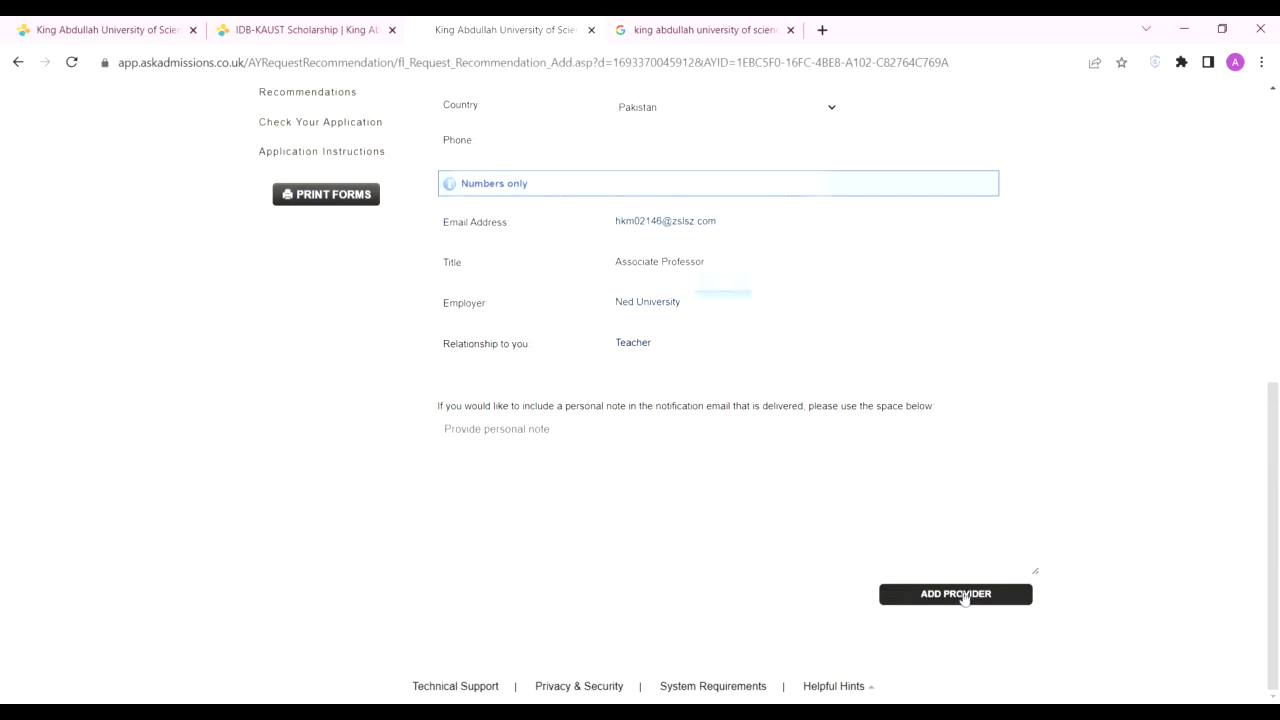 King Abdullah University of Scien
IDB-KAUST Scholarship | King Ab
King Abdullah University of Scien
king abdullah university of scienc
app.askadmissions.co.uk/AYRequestRecommendation/fl_Request_Recommendation_Add.asp?d=1693370045912&AYID=1EBC5F0-16FC-4BE8-A102-C82764C769A
A
Recommendations
Check Your Application
Application Instructions
PRINT FORMS
Country
Pakistan
Phone
Numbers only
Email Address:
hkm02146@zslsz.com
Title
Associate Professor
Employer:
Ned University
Relationship to you:
Teacher
If you would like to include a personal note in the notification email that is delivered, please use the space below:
Provide personal note
ADD PROVIDER
Technical Support | Privacy & Security | System Requirements | Helpful Hints